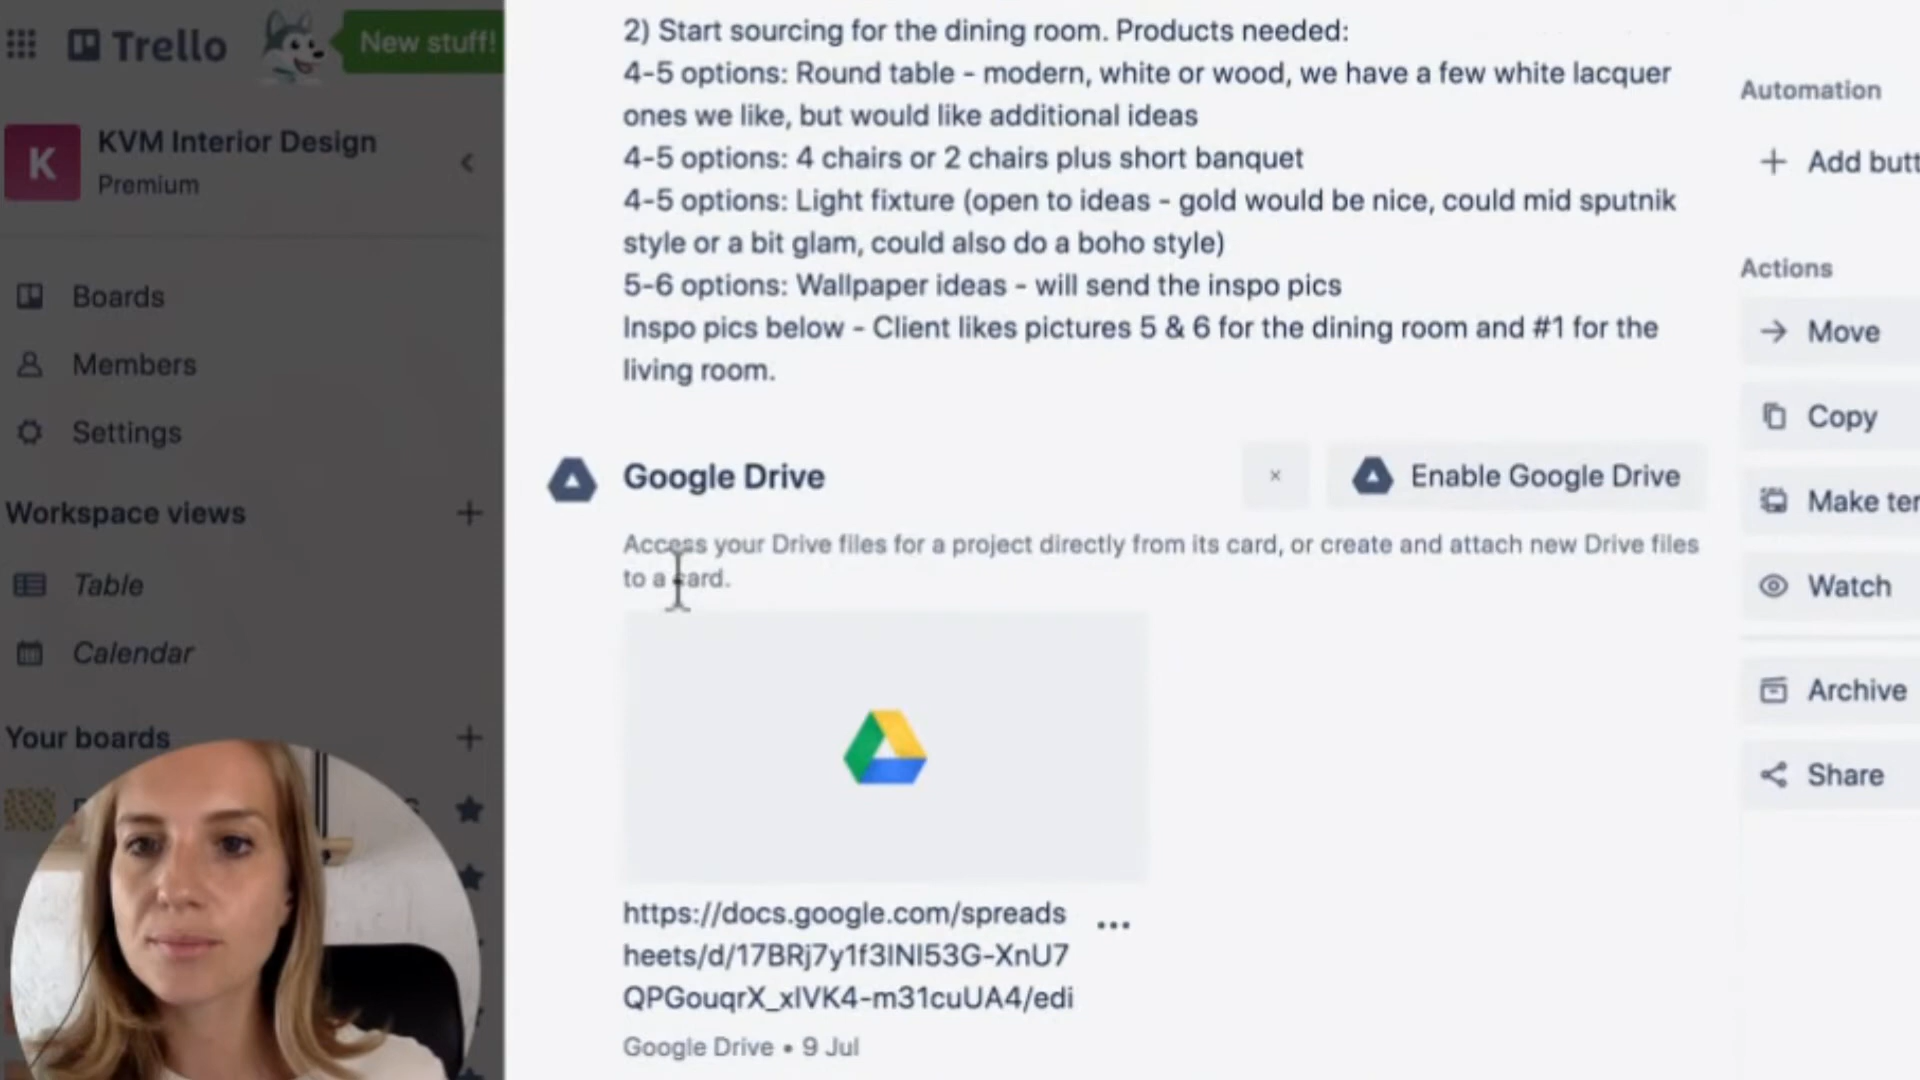 Trello
New stuff!
K
KVM Interior Design
Premium
Boards
Members
Settings
Workspace views
Table
Calendar
Your boards
2) Start sourcing for the dining room. Products needed:
4-5 options: Round table - modern, white or wood, we have a few white lacquer
ones we like, but would like additional ideas
4-5 options: 4 chairs or 2 chairs plus short banquet
4-5 options: Light fixture (open to ideas - gold would be nice, could mid sputnik
style or a bit glam, could also do a boho style)
5-6 options: Wallpaper ideas - will send the inspo pics
Inspo pics below - Client likes pictures 5 & 6 for the dining room and #1 for the
living room.
Google Drive
Enable Google Drive
Access your Drive files for a project directly from its card, or create and attach new Drive files
to a card.
https://docs.google.com/spreads
heets/d/17BRj7y1f3INI53G-XnU7
QPGouqrX_xIVK4-m31cuUA4/edi
Google Drive • 9 Jul
Automation
Add butt
Actions
Move
Copy
Make ter
Watch
Archive
Share